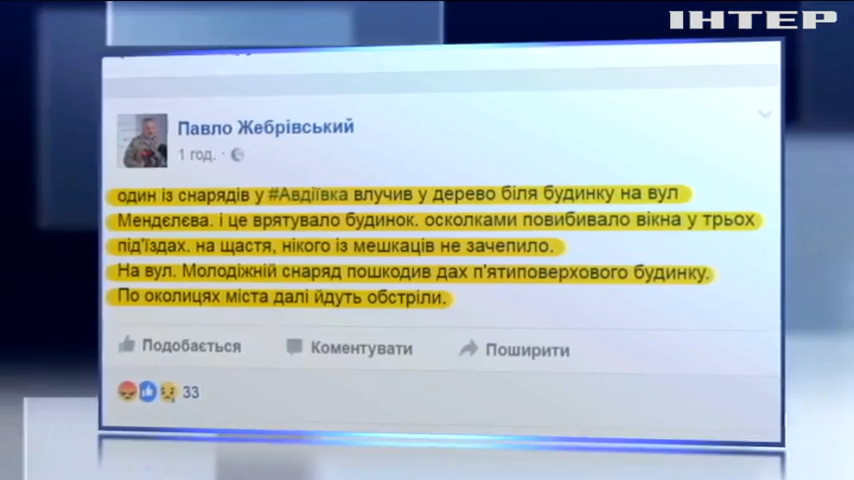 ІНТЕР
Павло Жебрівський
1 год. ·
один із снарядів у #Авдіївка влучив у дерево біля будинку на вул
Менделєва. і це врятувало будинок. осколками повибивало вікна у трьох
під'їздах. на щастя, нікого із мешкаців не зачепило.
На вул. Молодіжній снаряд пошкодив дах п'ятиповерхового будинку.
По околицях міста далі йдуть обстріли.
Подобається Коментувати Поширити
33